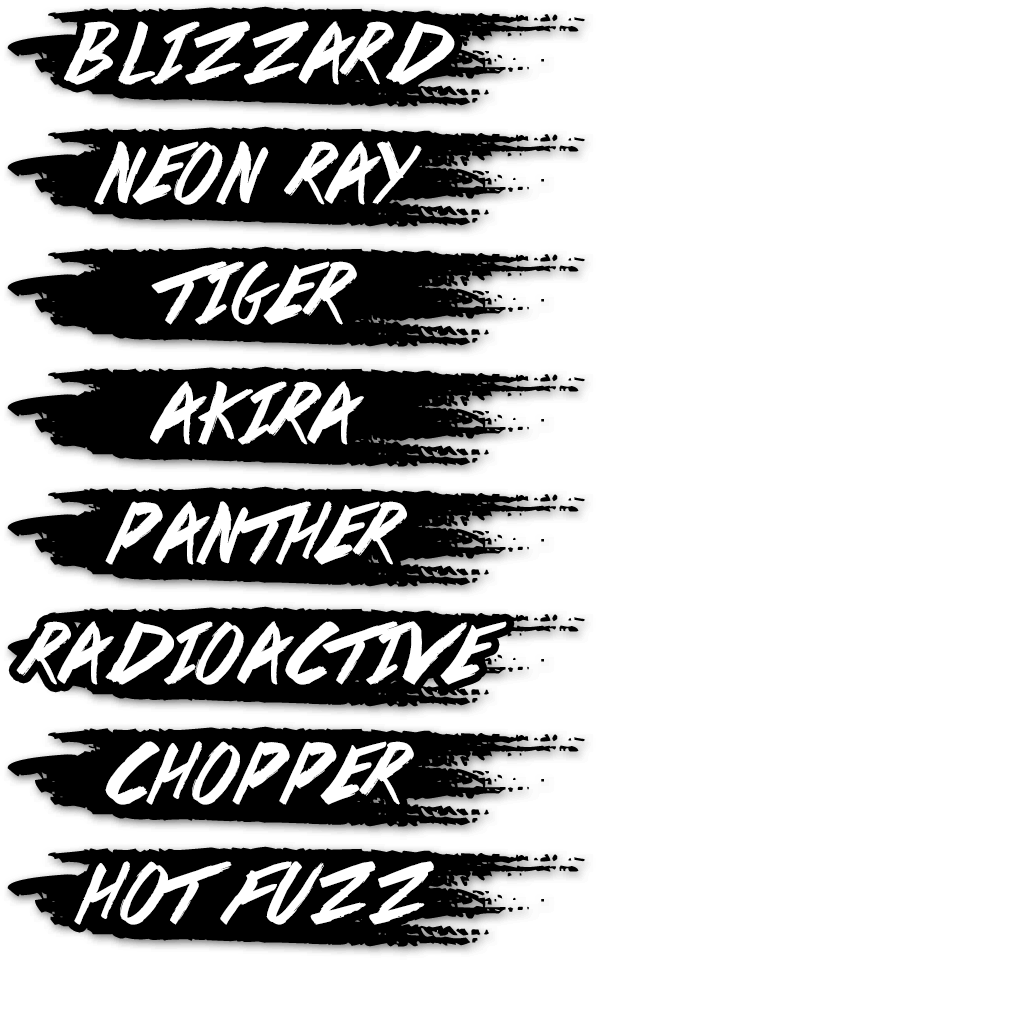 BLIZZARD
NEON RAY
TIGER
AKIRA
PANTHER
RADIOACTIVE
CHOPPER
HOT FUZZ